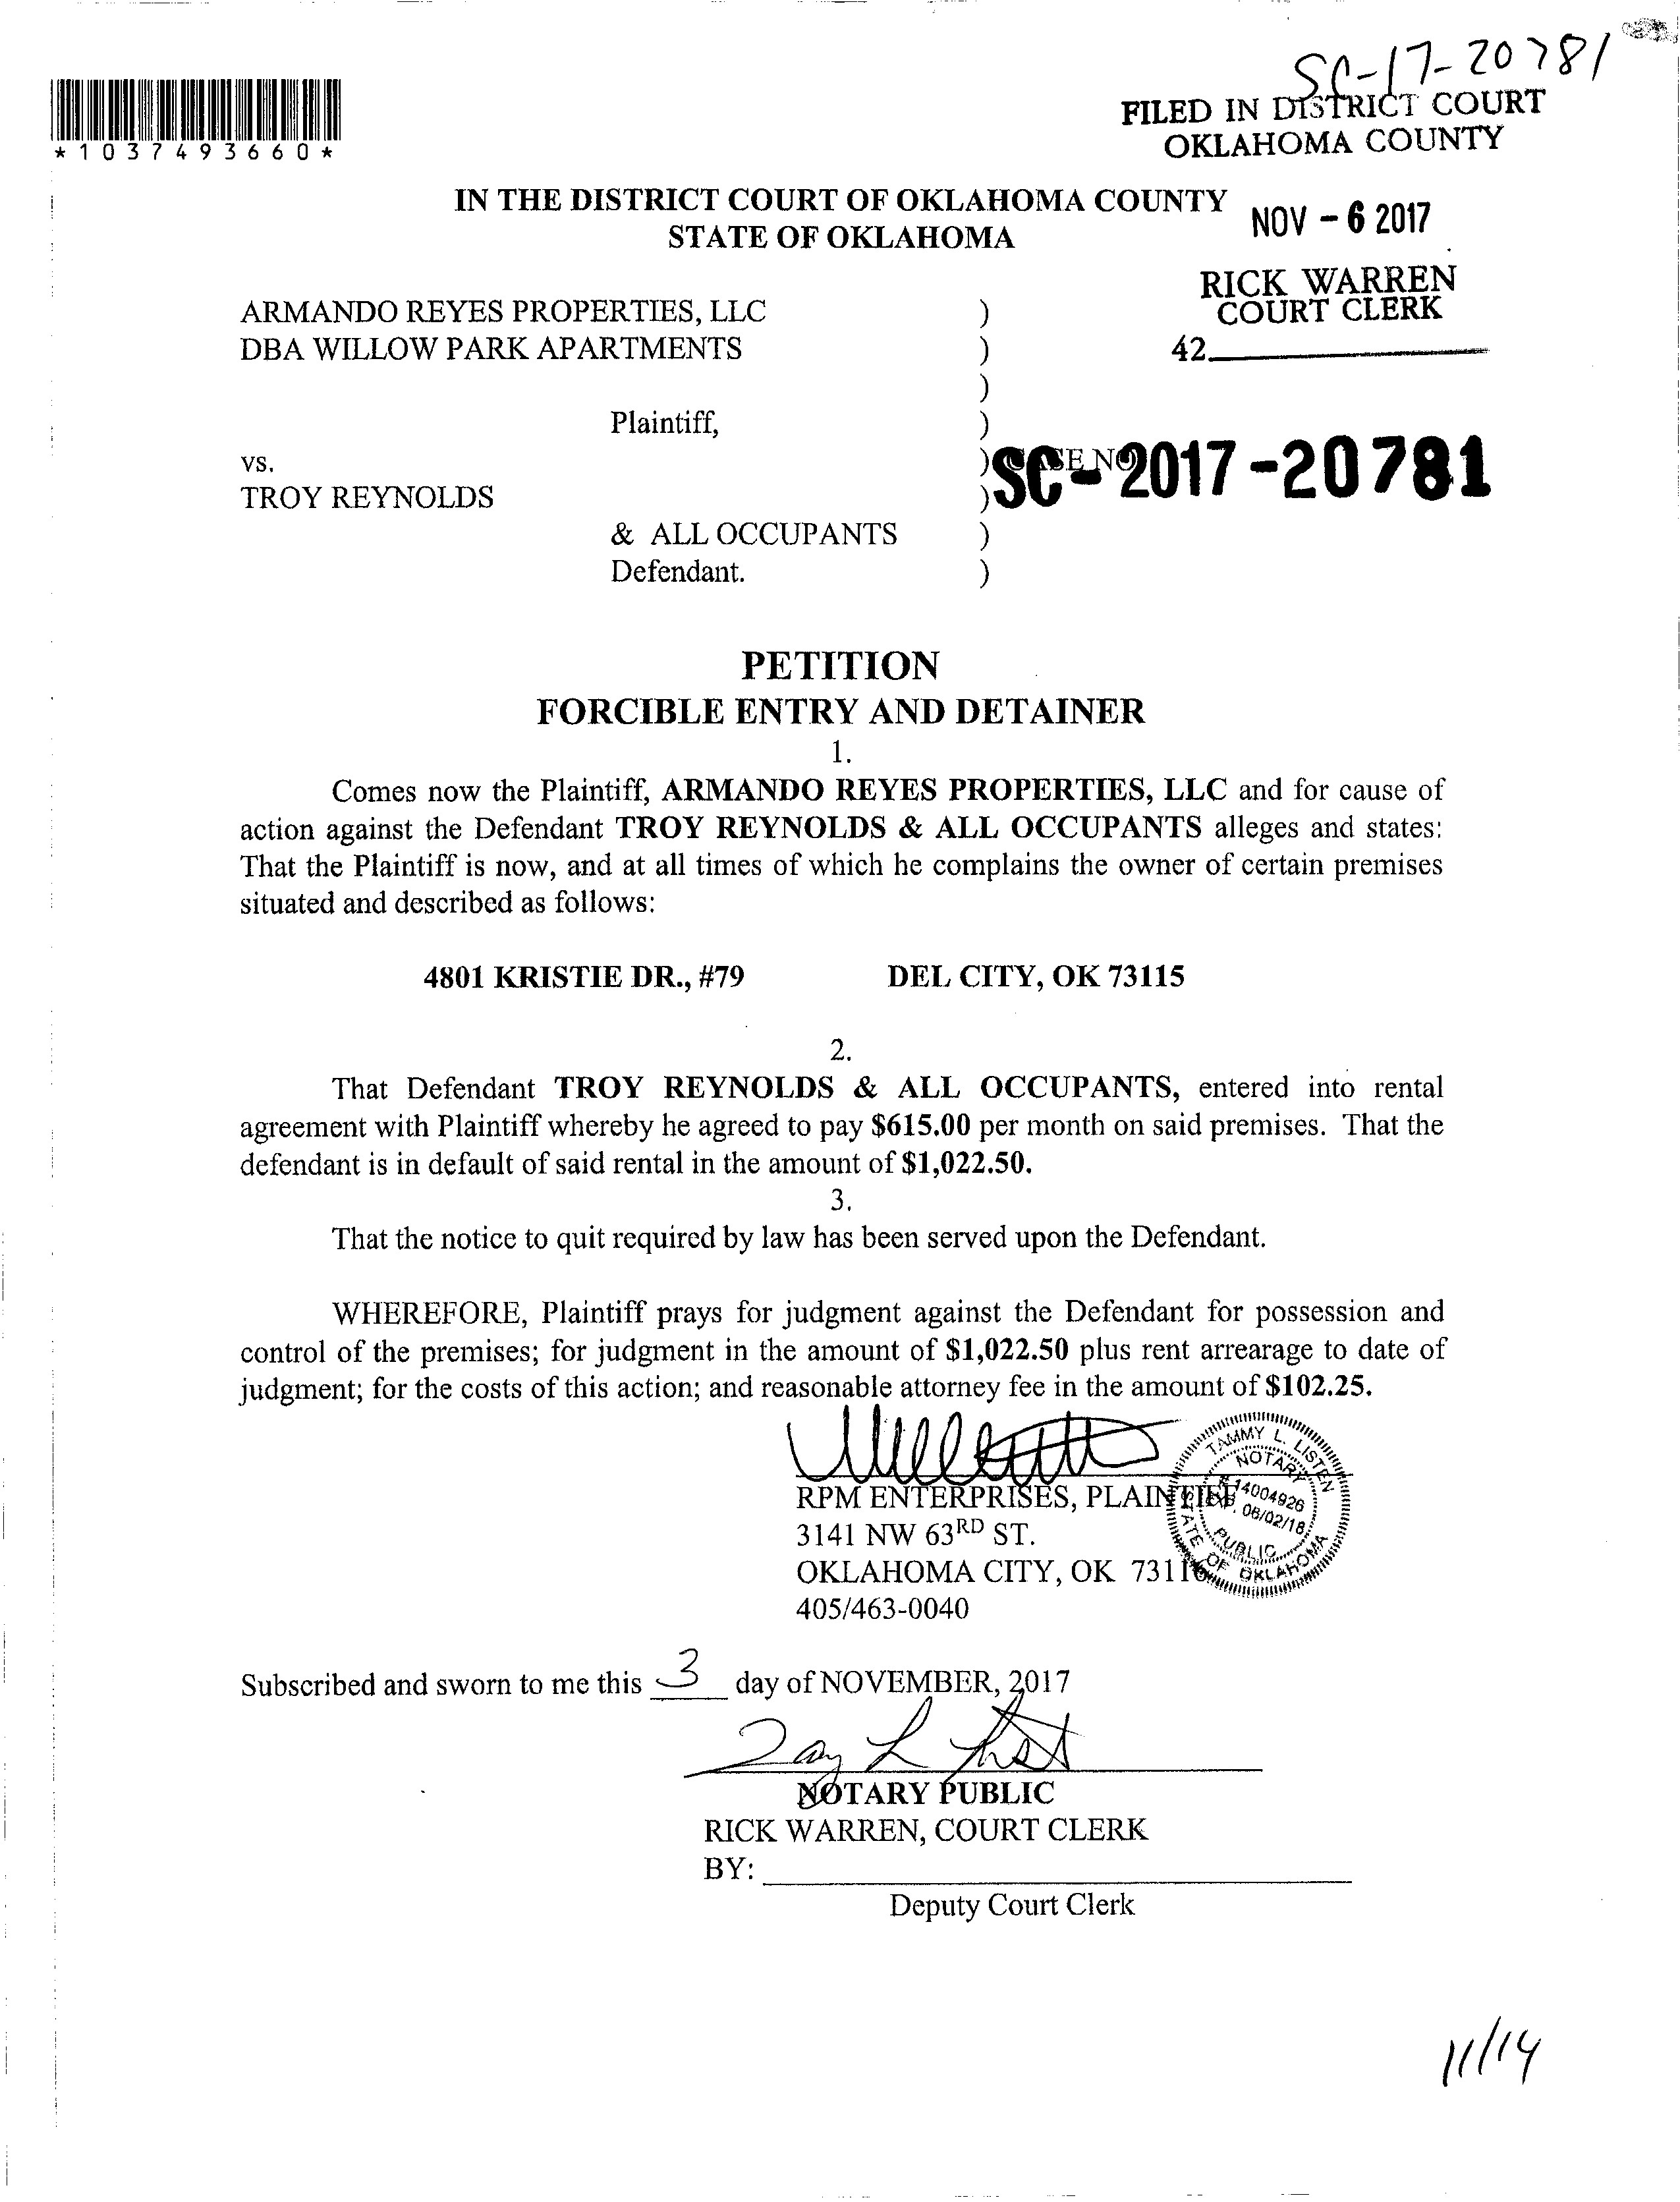 SC-17-20781
FILED IN DISTRICT COURT
OKLAHOMA COUNTY
*1037493660*
IN THE DISTRICT COURT OF OKLAHOMA COUNTY
STATE OF OKLAHOMA
NOV - 6 2017
RICK WARREN
COURT CLERK
42
ARMANDO REYES PROPERTIES, LLC )
DBA WILLOW PARK APARTMENTS )
)
Plaintiff, )
vs. ) CASE NO
SC-2017-20781
TROY REYNOLDS )
& ALL OCCUPANTS )
Defendant. )
PETITION
FORCIBLE ENTRY AND DETAINER
1.
Comes now the Plaintiff, ARMANDO REYES PROPERTIES, LLC and for cause of
action against the Defendant TROY REYNOLDS & ALL OCCUPANTS alleges and states:
That the Plaintiff is now, and at all times of which he complains the owner of certain premises
situated and described as follows:
4801 KRISTIE DR., #79 DEL CITY, OK 73115
2.
That Defendant TROY REYNOLDS & ALL OCCUPANTS, entered into rental
agreement with Plaintiff whereby he agreed to pay $615.00 per month on said premises. That the
defendant is in default of said rental in the amount of $1,022.50.
3.
That the notice to quit required by law has been served upon the Defendant.
WHEREFORE, Plaintiff prays for judgment against the Defendant for possession and
control of the premises; for judgment in the amount of $1,022.50 plus rent arrearage to date of
judgment; for the costs of this action; and reasonable attorney fee in the amount of $102.25.
RPM ENTERPRISES, PLAINTIFF
3141 NW 63RD ST.
OKLAHOMA CITY, OK 73116
405/463-0040
TAMMY L. LISTEN
NOTARY
# 14004926
EXP. 06/02/18
PUBLIC
STATE OF OKLAHOMA
Subscribed and sworn to me this 3 day of NOVEMBER, 2017
NOTARY PUBLIC
RICK WARREN, COURT CLERK
BY:
Deputy Court Clerk
11/14